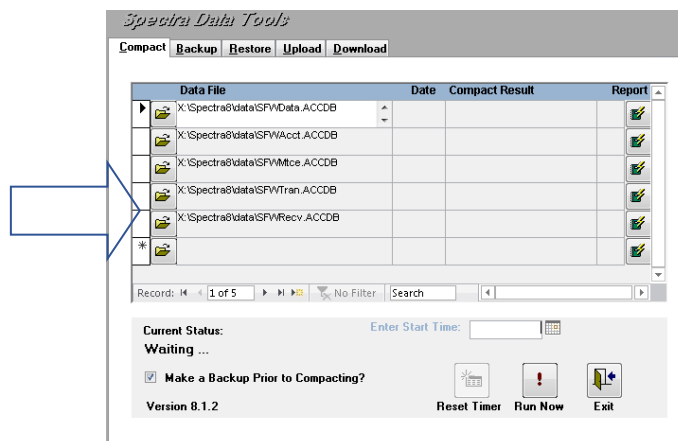 Spectra Data Tools
Compact Backup Restore Upload Download
Data File Date Compact Result Report
X:\Spectra8\data\SFWData.ACCDB
X:\Spectra8\data\SFWAcct.ACCDB
X:\Spectra8\data\SFWMtce.ACCDB
X:\Spectra8\data\SFWTran.ACCDB
X:\Spectra8\data\SFWRecv.ACCDB
*
Record: 1 of 5 No Filter Search
Current Status: Enter Start Time:
Waiting ...
Make a Backup Prior to Compacting?
Version 8.1.2 Reset Timer Run Now Exit